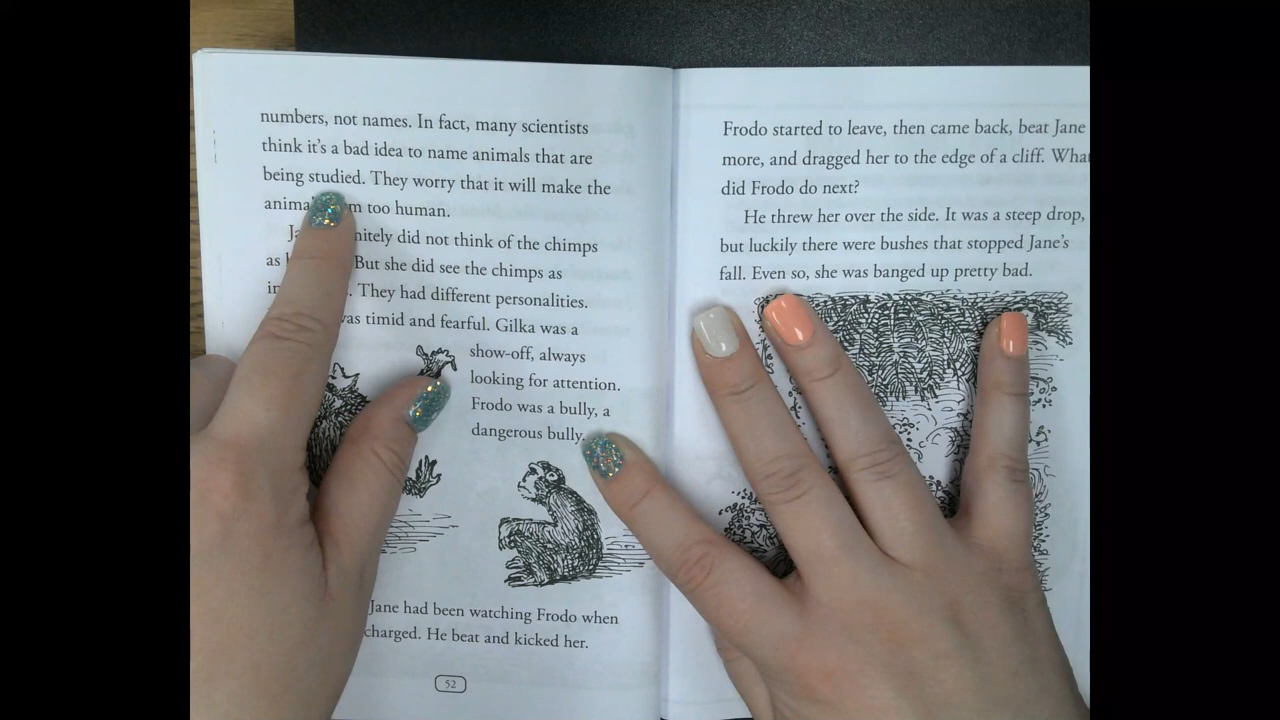 numbers, not names. In fact, many scientists
think it's a bad idea to name animals that are
being studied. They worry that it will make the
too human.
did not think of the chimps
as But she did see the chimps as
They had different personalities.
was timid and fearful. Gilka was a
show-off, always
looking for attention.
Frodo was a bully, a
dangerous bully.
Jane had been watching Frodo when
charged. He beat and kicked her.
52
Frodo started to leave, then came back, beat Jane
more, and dragged her to the edge of a cliff. What
did Frodo do next?
He threw her over the side. It was a steep drop,
but luckily there were bushes that stopped Jane's
fall. Even so, she was banged up pretty bad.